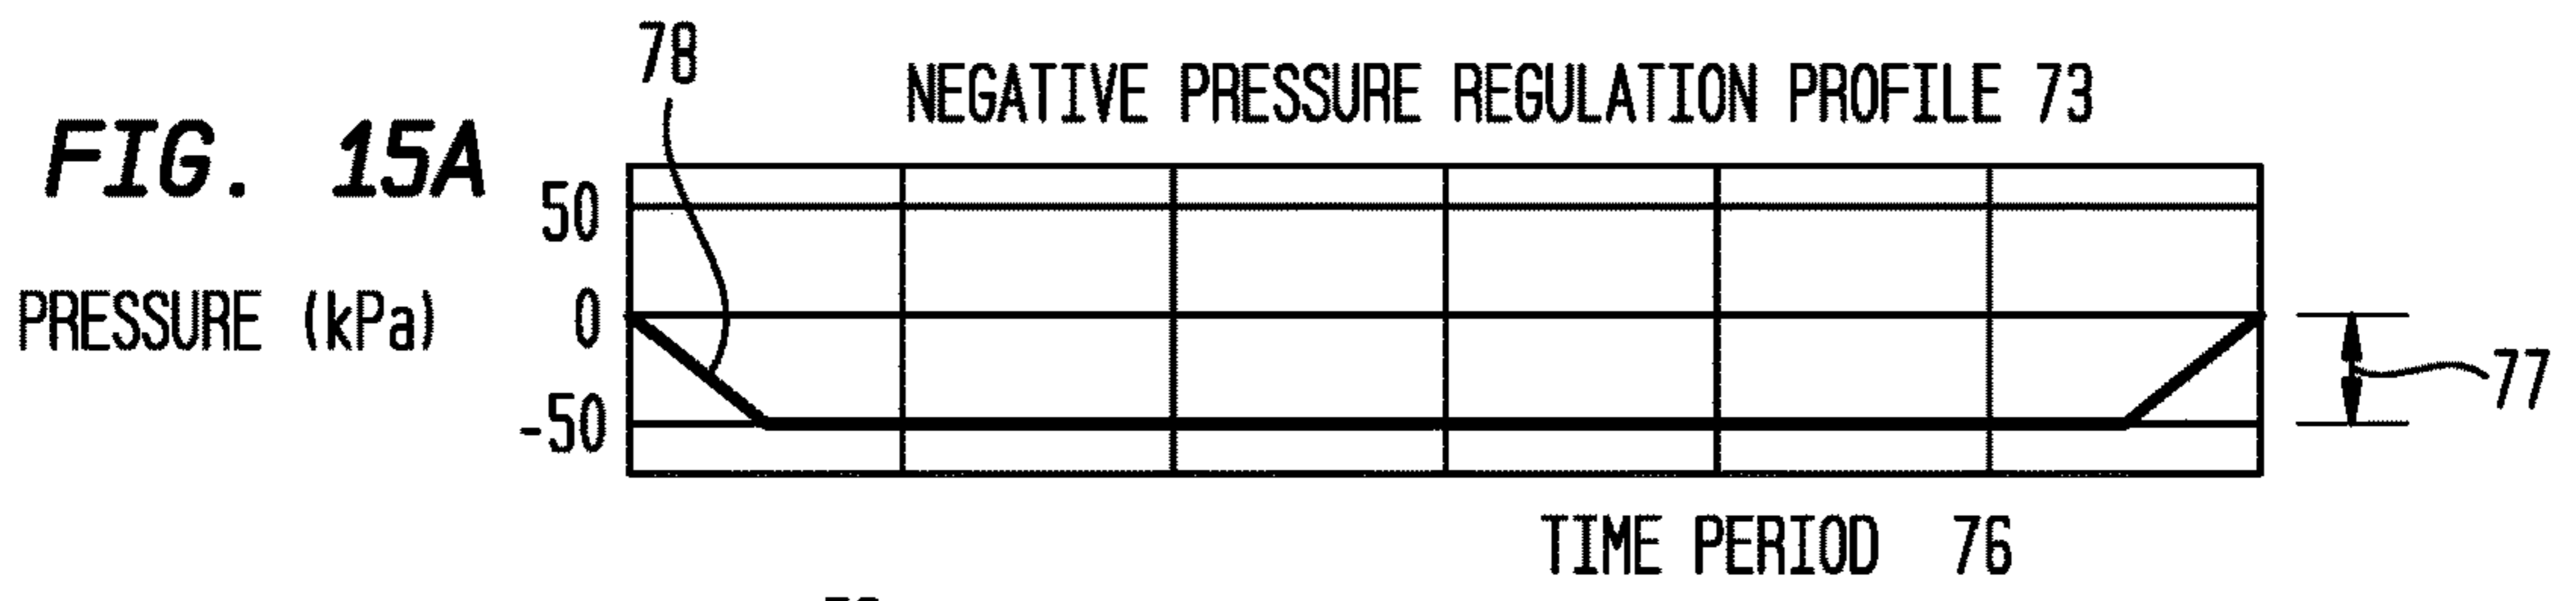 78
NEGATIVE PRESSURE REGULATION PROFILE 73
FIG. 15A
50
PRESSURE (kPa)
0
-50
77
TIME PERIOD 76